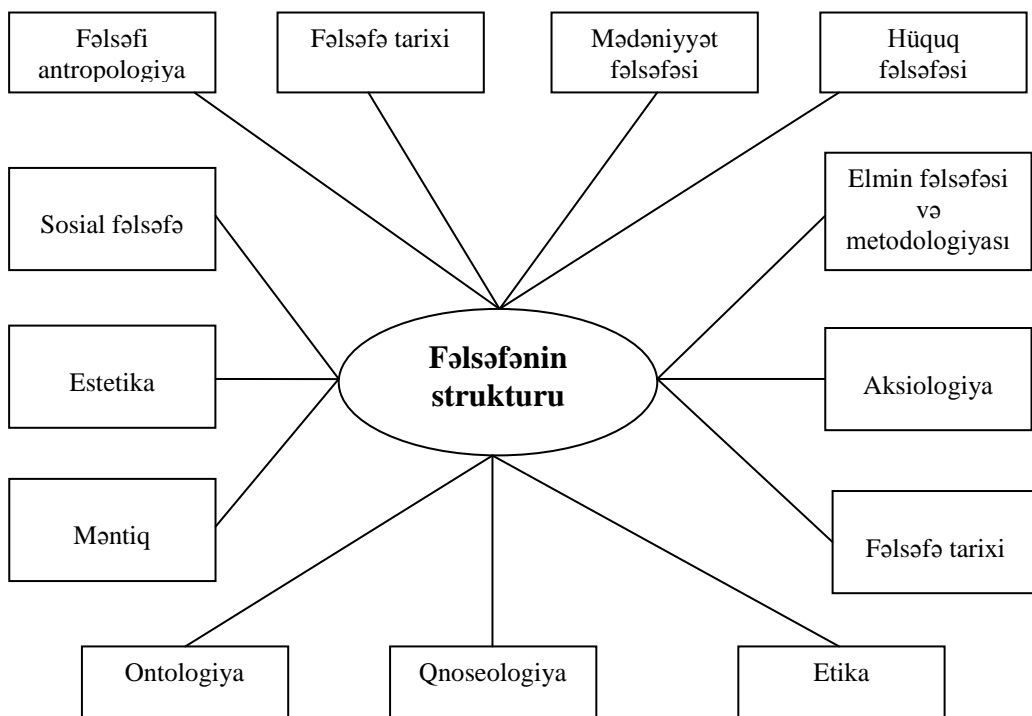 Fəlsəfi
antropologiya
Fəlsəfə tarixi
Mədəniyyət
fəlsəfəsi
Hüquq
fəlsəfəsi
Sosial fəlsəfə
Elmin fəlsəfəsi
və
metodologiyası
Fəlsəfənin
strukturu
Estetika
Aksiologiya
Məntiq
Fəlsəfə tarixi
Ontologiya
Qnoseologiya
Etika